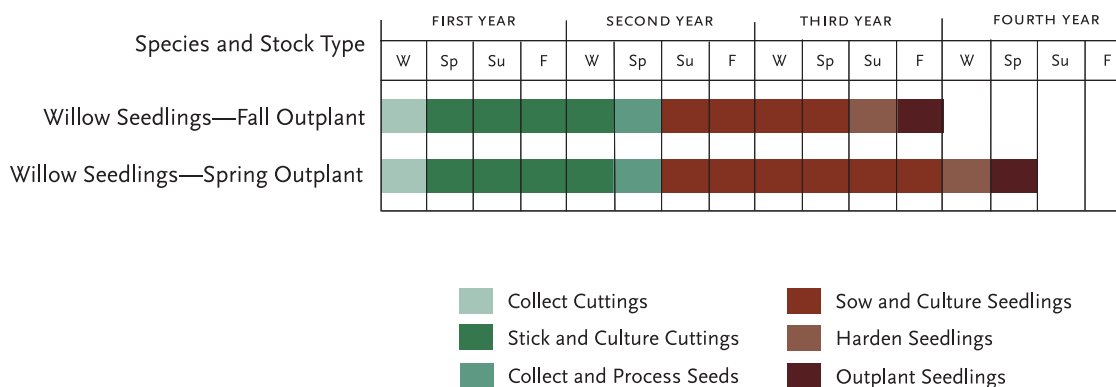 FIRST YEAR SECOND YEAR THIRD YEAR FOURTH YEAR
Species and Stock Type
W Sp Su F W Sp Su F W Sp Su F W Sp Su F
Willow Seedlings—Fall Outplant
Willow Seedlings—Spring Outplant
Collect Cuttings
Stick and Culture Cuttings
Collect and Process Seeds
Sow and Culture Seedlings
Harden Seedlings
Outplant Seedlings